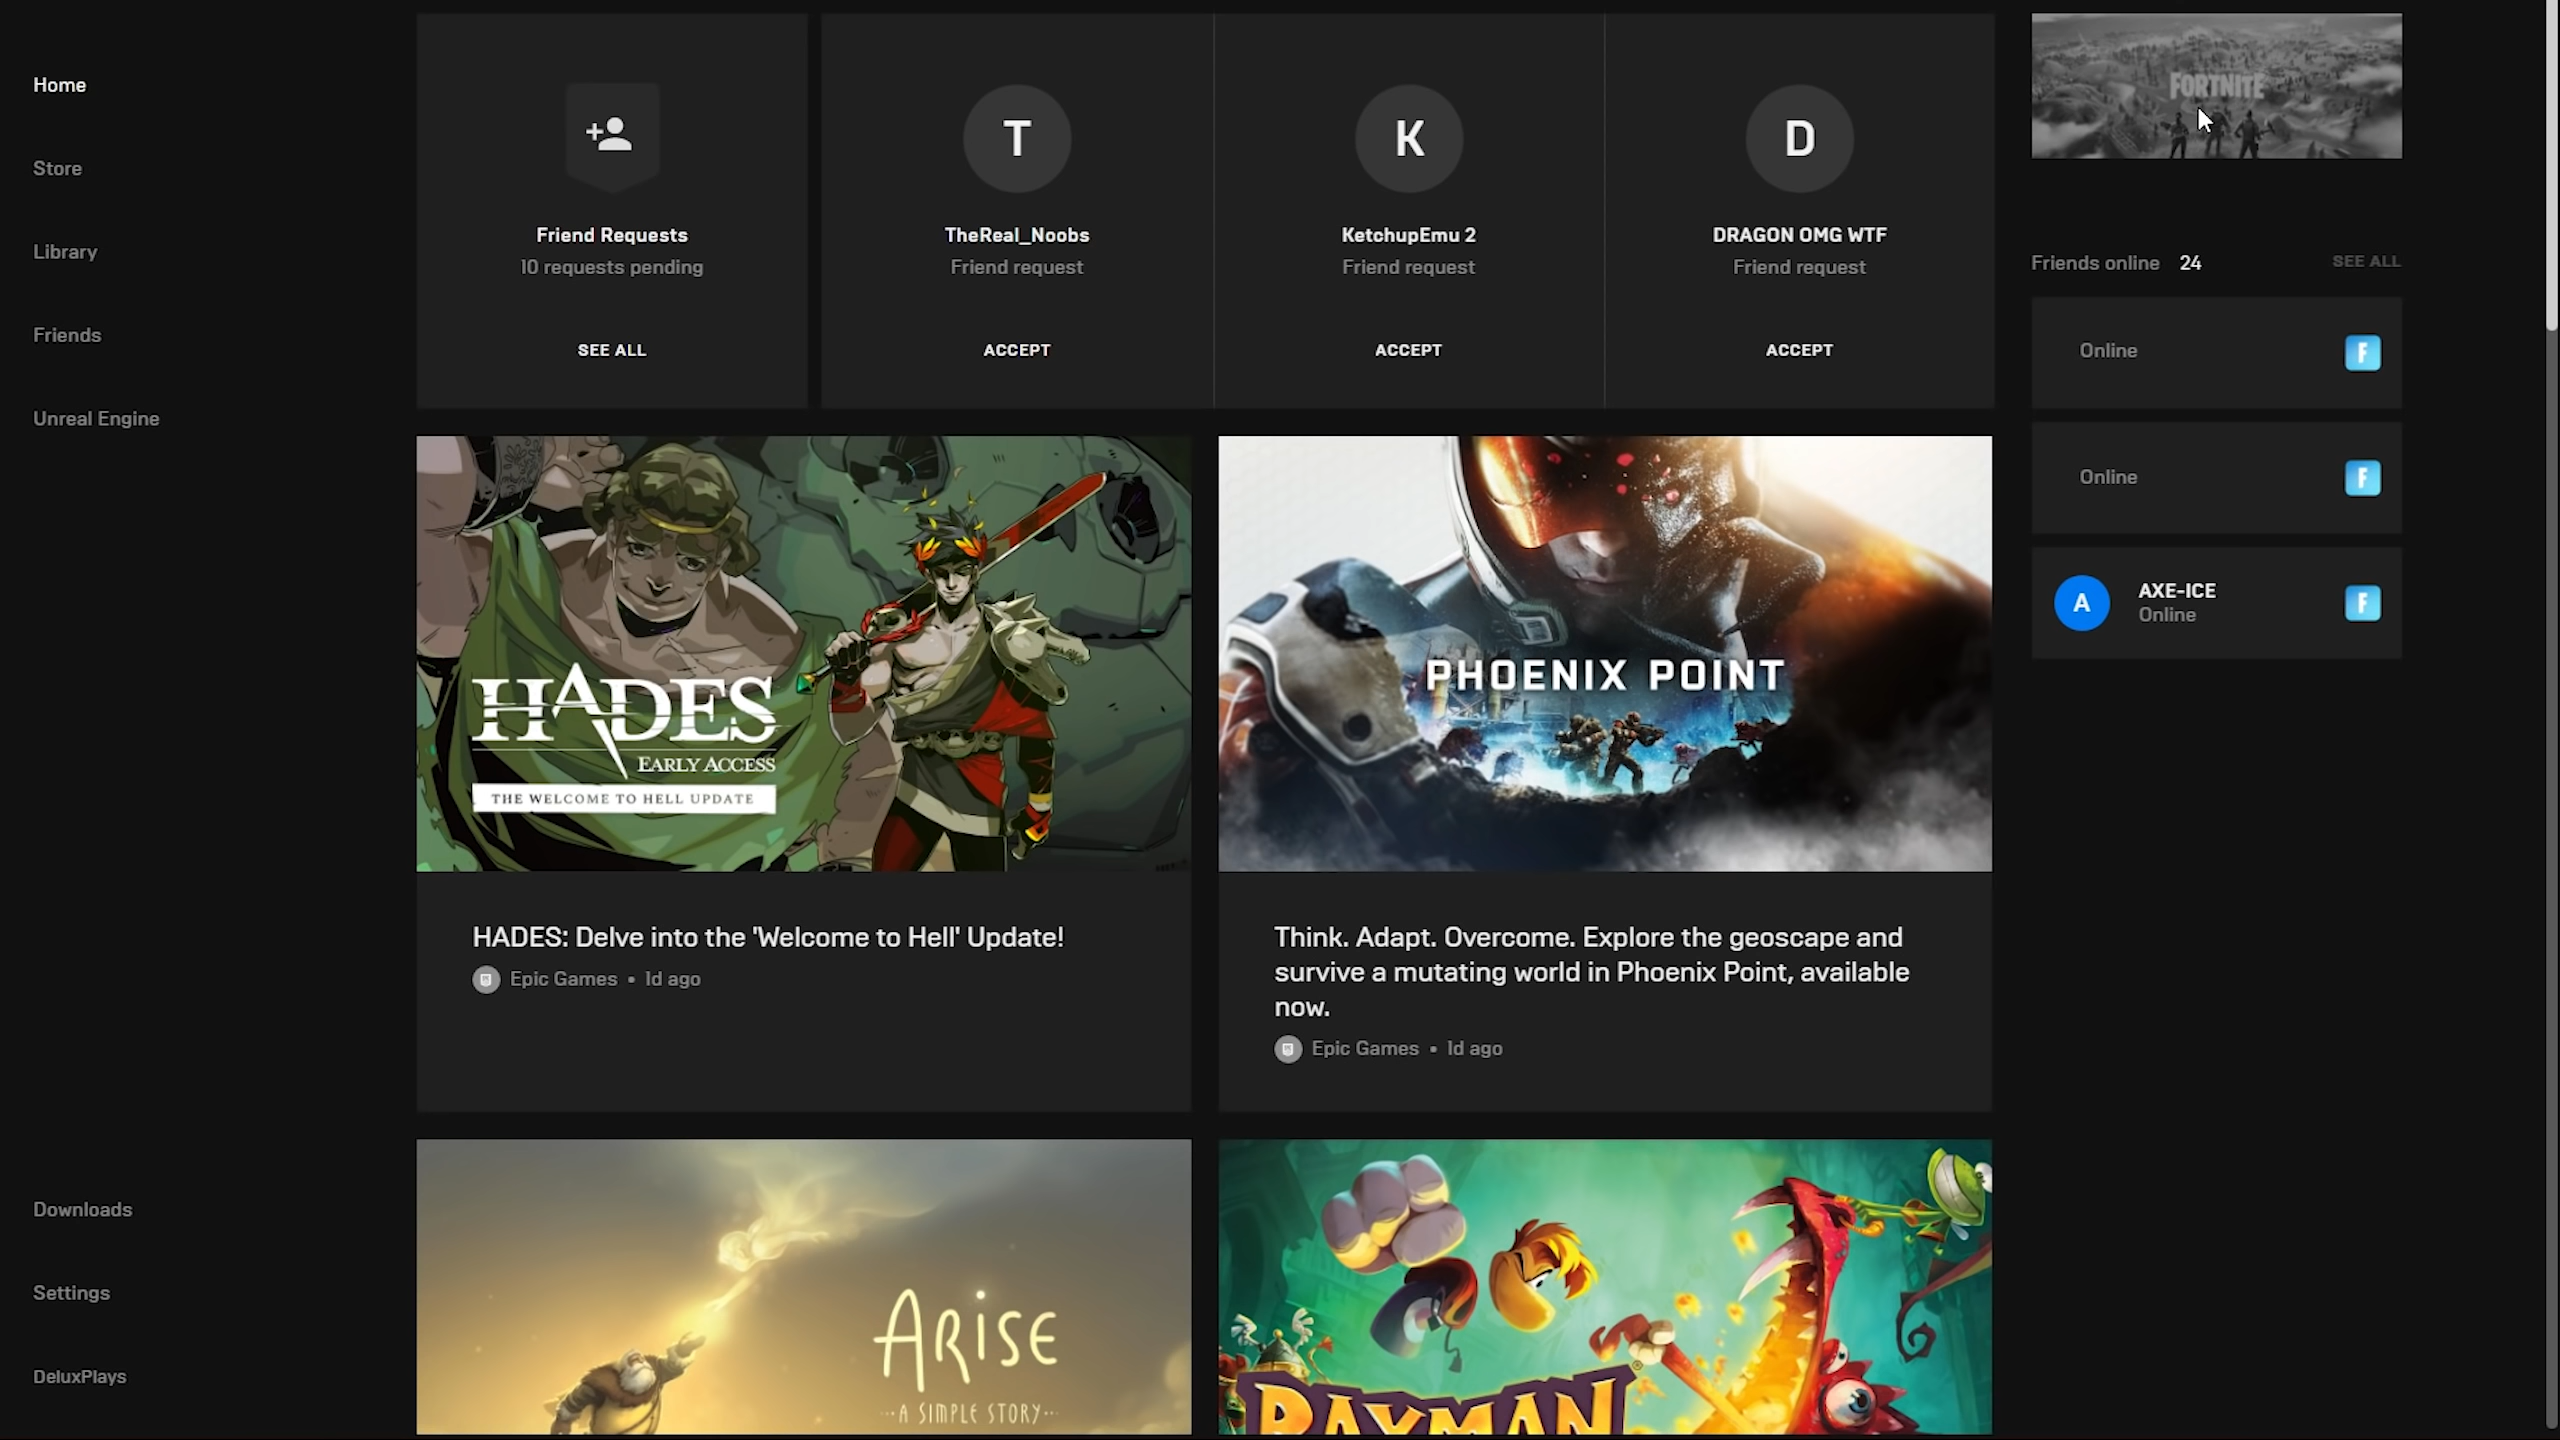 Home
Store
Library
Friends
Unreal Engine
Downloads
Settings
DeluxPlays
Friend Requests
10 requests pending
SEE ALL
T
TheReal_Noobs
Friend request
ACCEPT
K
KetchupEmu 2
Friend request
ACCEPT
D
DRAGON OMG WTF
Friend request
ACCEPT
HADES
EARLY ACCESS
THE WELCOME TO HELL UPDATE
HADES: Delve into the 'Welcome to Hell' Update!
Epic Games • 1d ago
PHOENIX POINT
Think. Adapt. Overcome. Explore the geoscape and
survive a mutating world in Phoenix Point, available
now.
Epic Games • 1d ago
ARISE
A SIMPLE STORY
RAYMAN
®
FORTNITE
Friends online 24
SEE ALL
Online
F
Online
F
A
AXE-ICE
Online
F